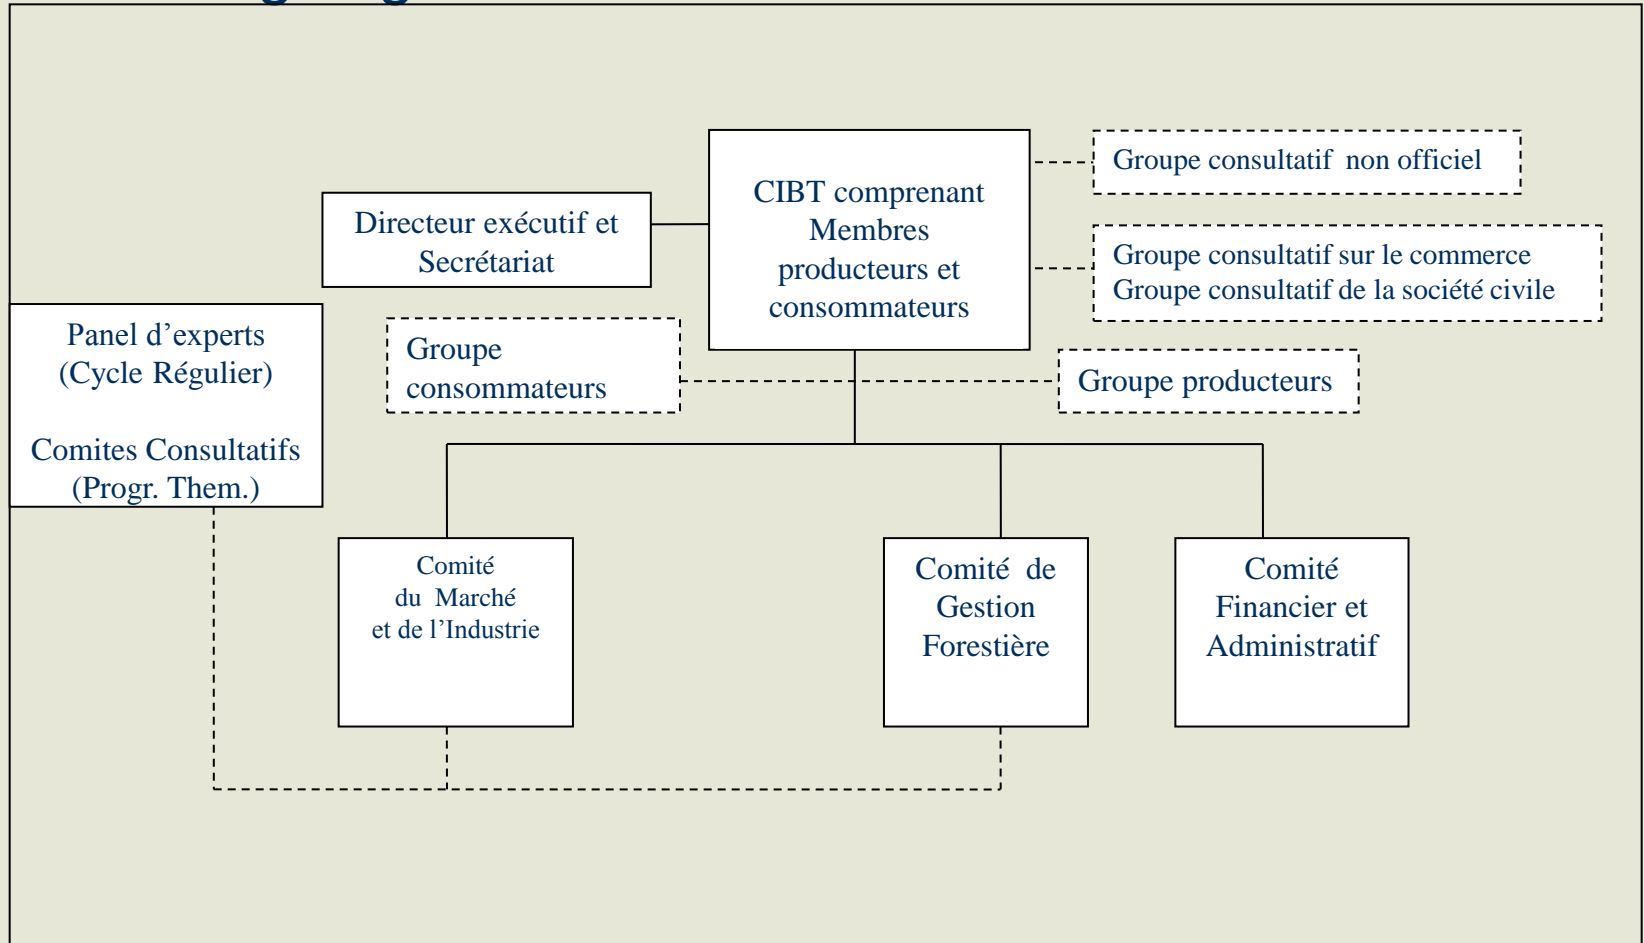 Groupe consultatif non officiel
CIBT comprenant
Membres
producteurs et
consommateurs
Directeur exécutif et
Secrétariat
Groupe consultatif sur le commerce
Groupe consultatif de la société civile
Panel d’experts
(Cycle Régulier)
Comites Consultatifs
(Progr. Them.)
Groupe
consommateurs
Groupe producteurs
Comité
du Marché
et de l’Industrie
Comité de
Gestion
Forestière
Comité
Financier et
Administratif